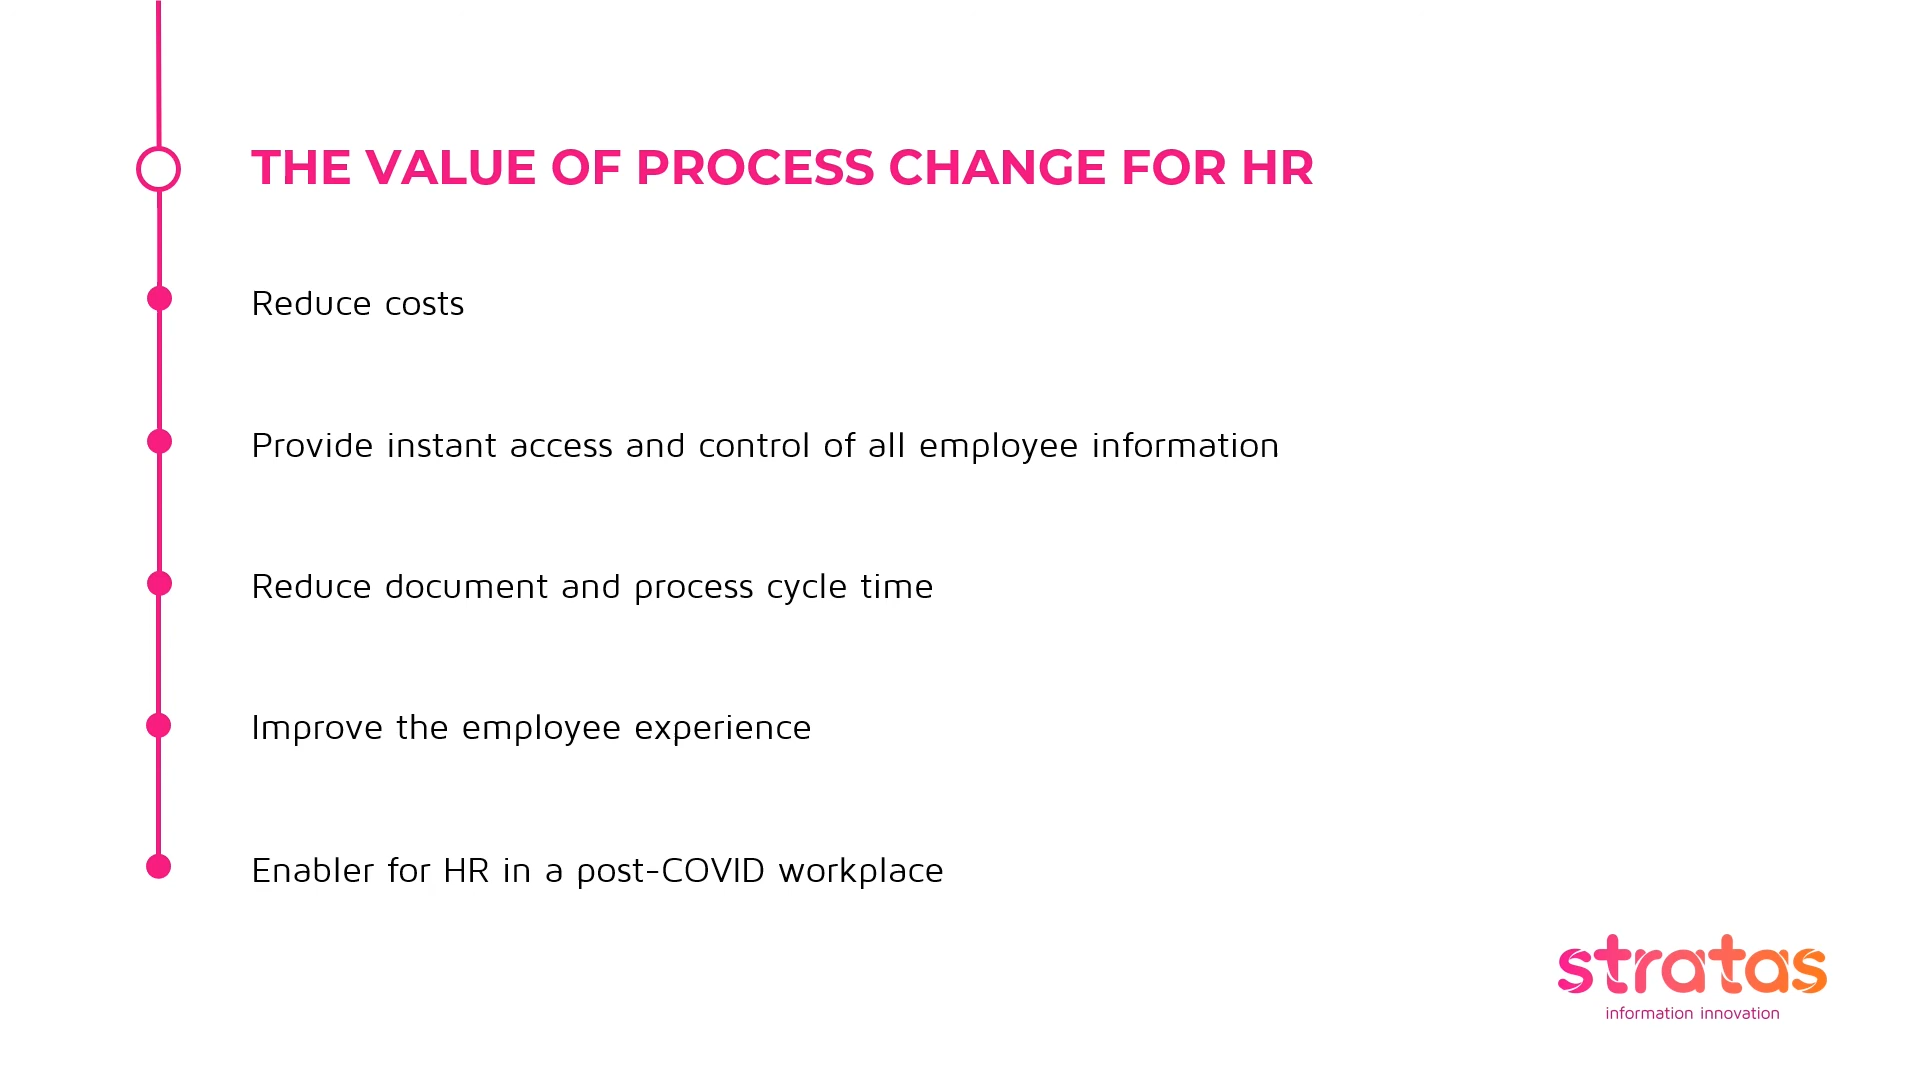 THE VALUE OF PROCESS CHANGE FOR HR
Reduce costs
Provide instant access and control of all employee information
Reduce document and process cycle time
Improve the employee experience
Enabler for HR in a post-COVID workplace
stratas
information innovation